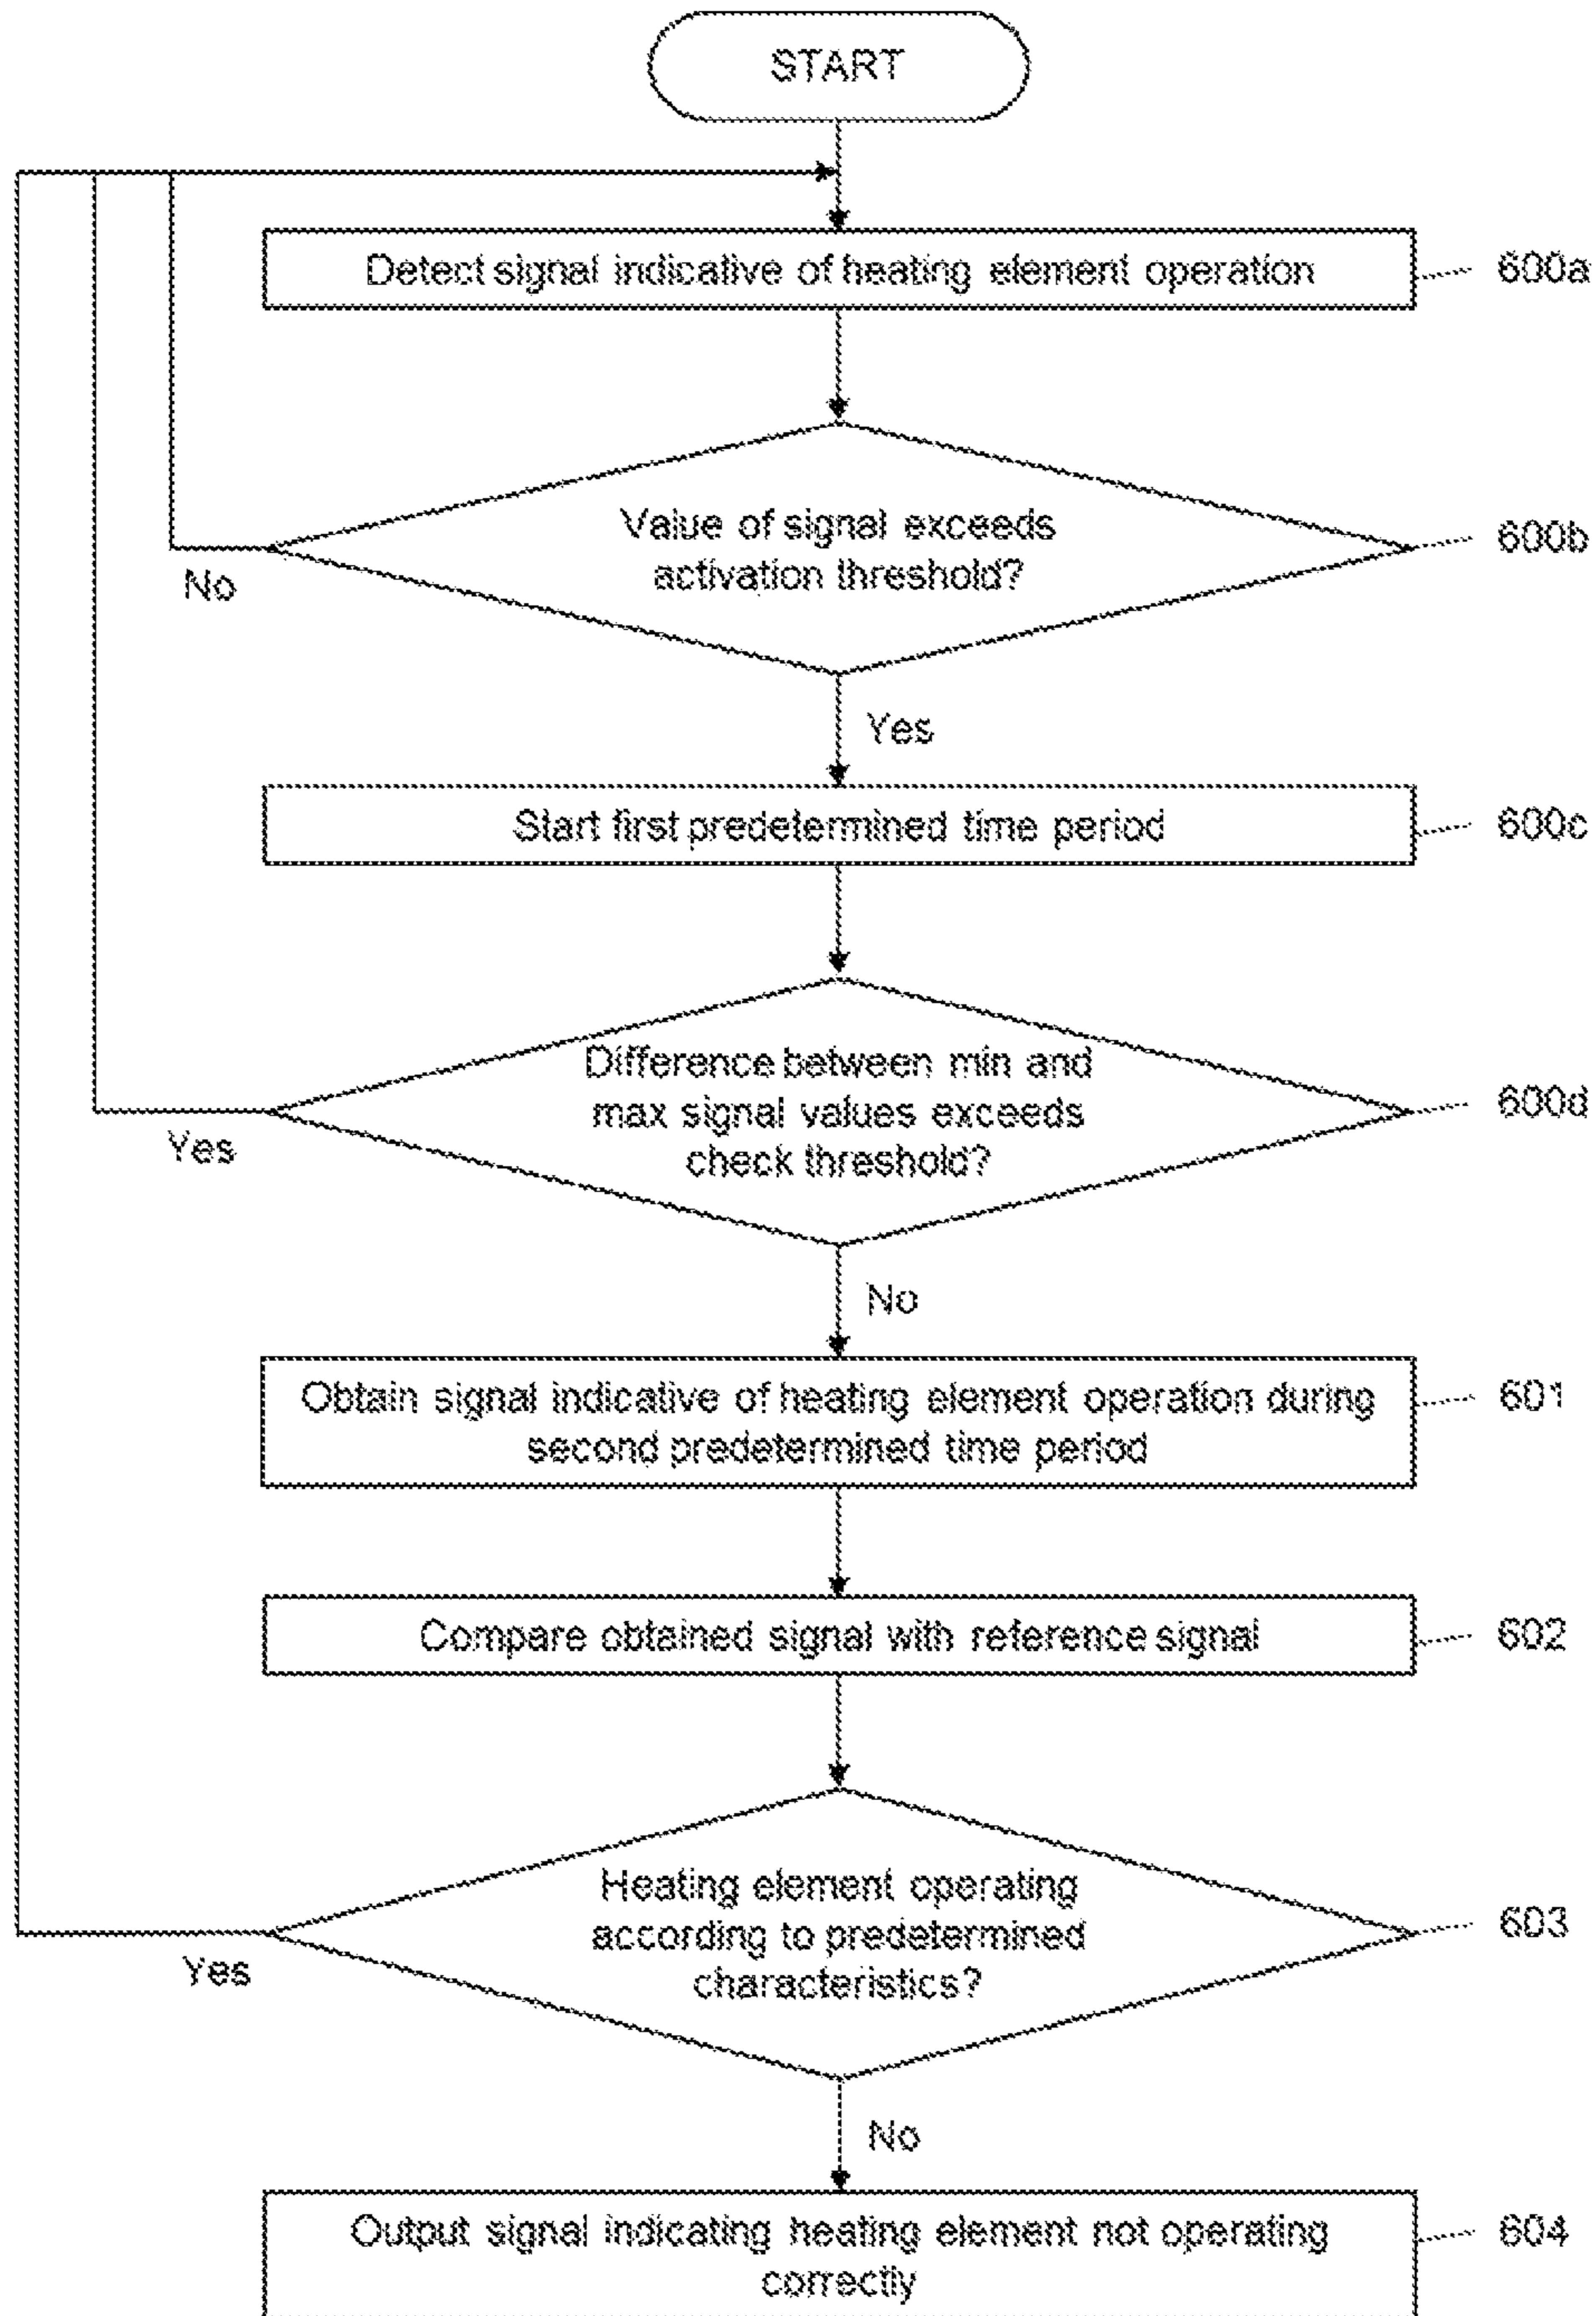 START
Detect signal indicative of heating element operation
600a
Value of signal exceeds
activation threshold?
600b
No
Yes
Start first predetermined time period
600c
Difference between min and
max signal values exceeds
check threshold?
600d
Yes
No
Obtain signal indicative of heating element operation during
second predetermined time period
601
Compare obtained signal with reference signal
602
Heating element operating
according to predetermined
characteristics?
603
Yes
No
Output signal indicating heating element not operating
correctly
604